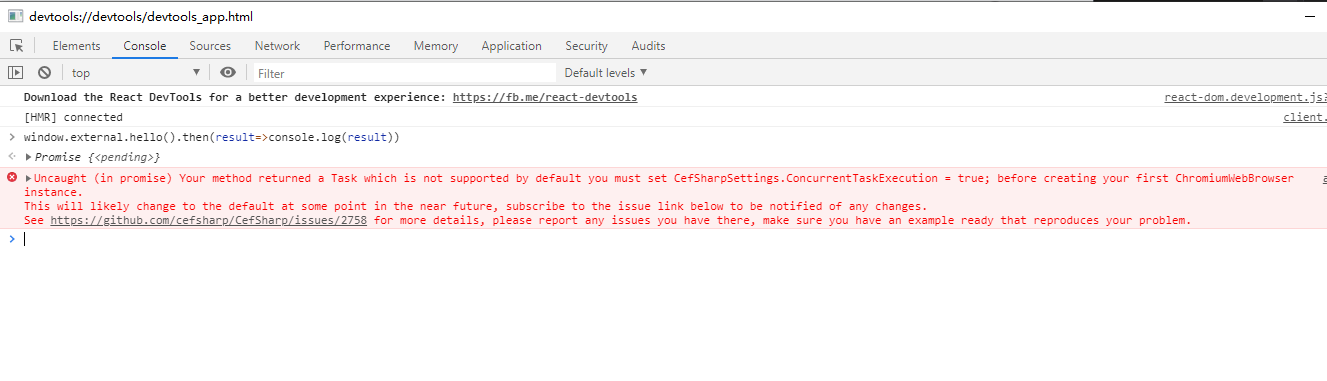 devtools://devtools/devtools_app.html
Elements Console Sources Network Performance Memory Application Security Audits
top Filter Default levels
Download the React DevTools for a better development experience: https://fb.me/react-devtools react-dom.development.js?
[HMR] connected client.
window.external.hello().then(result=>console.log(result))
Promise {<pending>}
Uncaught (in promise) Your method returned a Task which is not supported by default you must set CefSharpSettings.ConcurrentTaskExecution = true; before creating your first ChromiumWebBrowser
instance.
This will likely change to the default at some point in the near future, subscribe to the issue link below to be notified of any changes.
See https://github.com/cefsharp/CefSharp/issues/2758 for more details, please report any issues you have there, make sure you have an example ready that reproduces your problem.